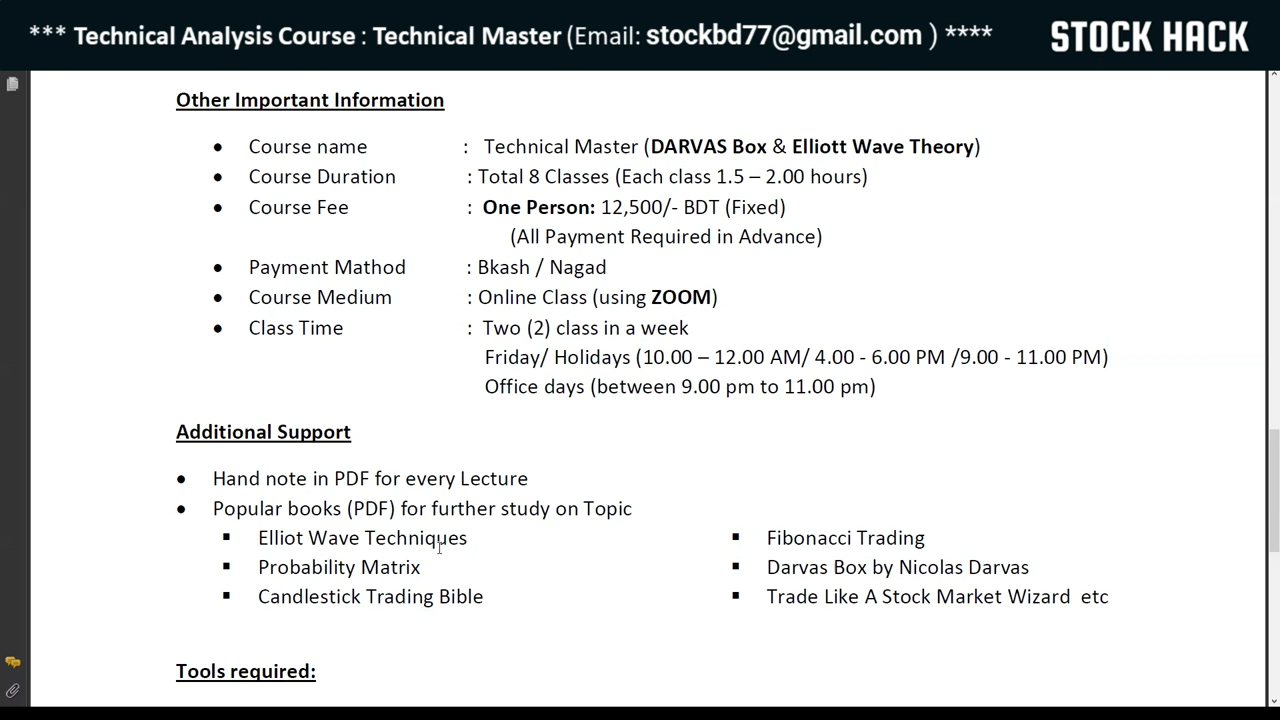 *** Technical Analysis Course : Technical Master (Email: stockbd77@gmail.com ) ****
STOCK HACK
Other Important Information
• Course name : Technical Master (DARVAS Box & Elliott Wave Theory)
• Course Duration : Total 8 Classes (Each class 1.5 – 2.00 hours)
• Course Fee : One Person: 12,500/- BDT (Fixed)
(All Payment Required in Advance)
• Payment Mathod : Bkash / Nagad
• Course Medium : Online Class (using ZOOM)
• Class Time : Two (2) class in a week
Friday/ Holidays (10.00 – 12.00 AM/ 4.00 - 6.00 PM /9.00 - 11.00 PM)
Office days (between 9.00 pm to 11.00 pm)
Additional Support
• Hand note in PDF for every Lecture
• Popular books (PDF) for further study on Topic
▪ Elliot Wave Techniques
▪ Probability Matrix
▪ Candlestick Trading Bible
▪ Fibonacci Trading
▪ Darvas Box by Nicolas Darvas
▪ Trade Like A Stock Market Wizard etc
Tools required: